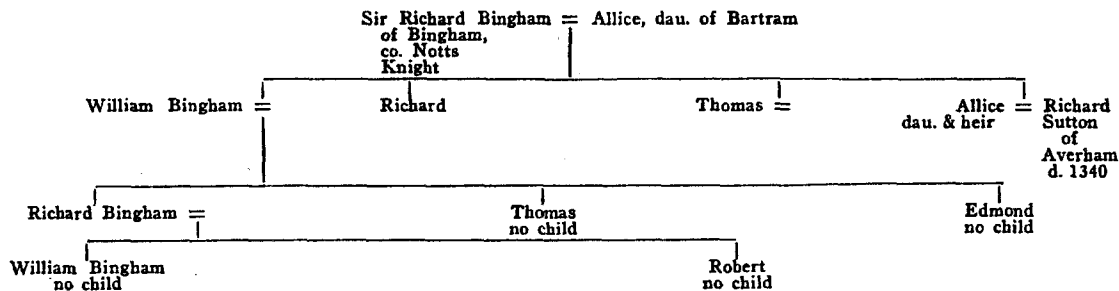 Sir Richard Bingham = Allice, dau. of Bartram
of Bingham,
co. Notts
Knight
William Bingham =
Richard
Thomas =
Allice = Richard
dau. & heir Sutton
of
Averham
d. 1340
Richard Bingham =
Thomas
no child
Edmond
no child
William Bingham
no child
Robert
no child